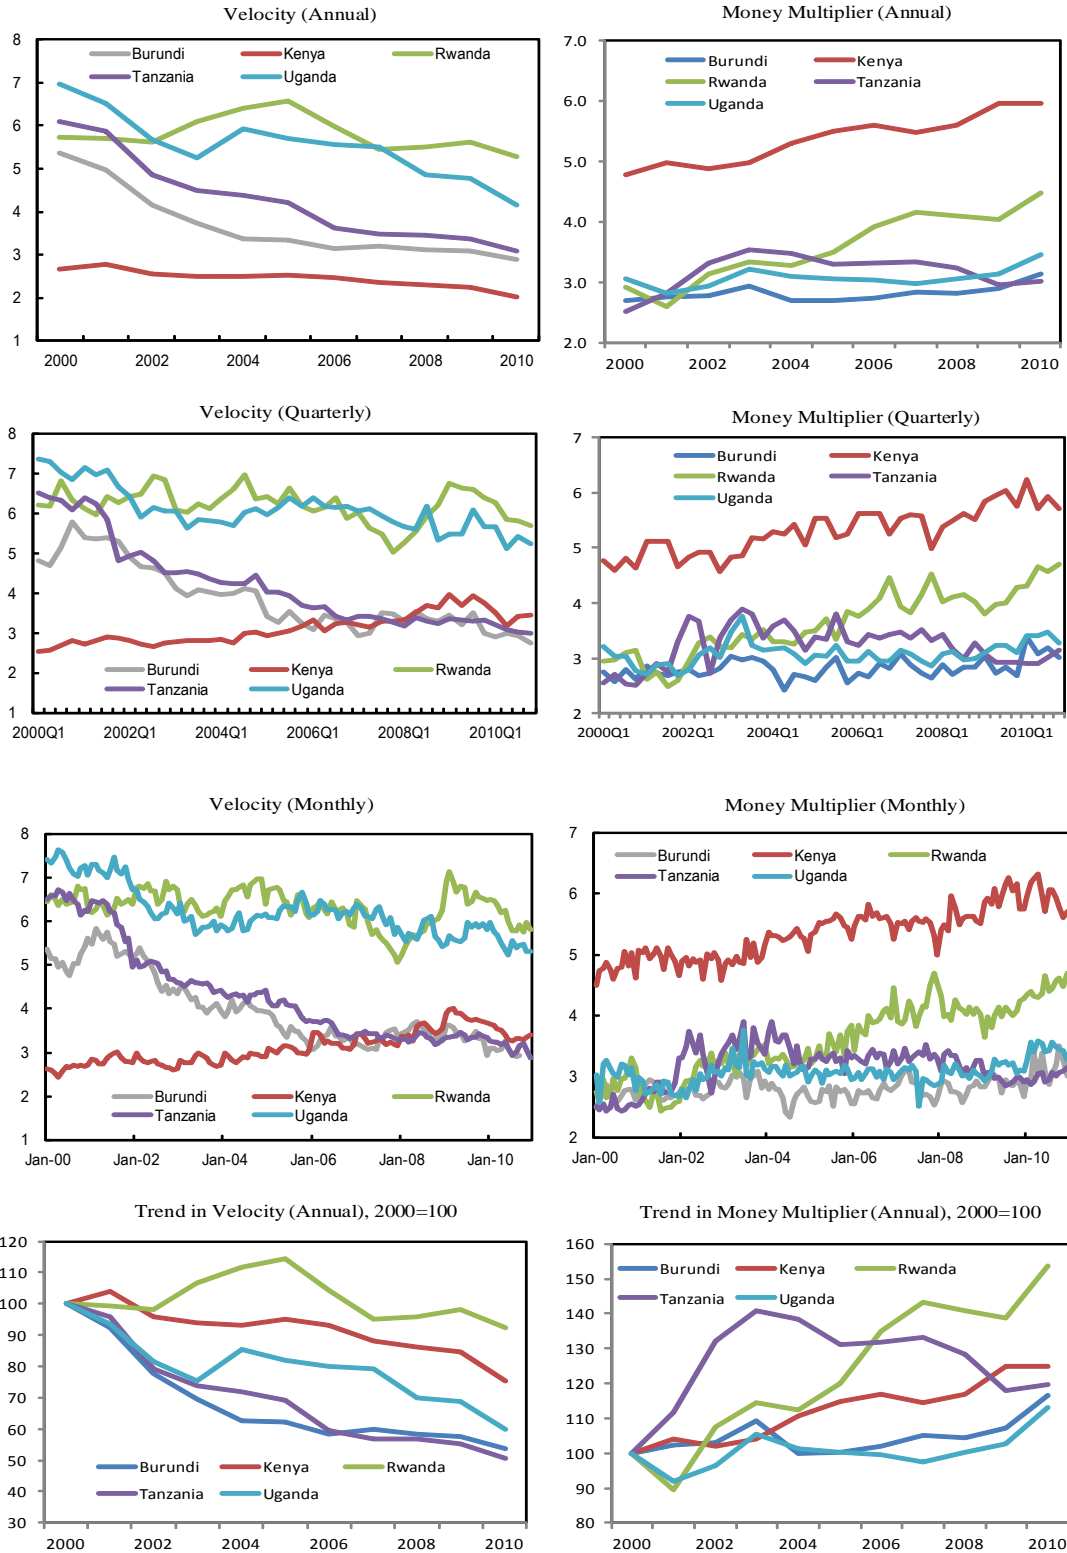 Velocity (Annual)
8
7
6
5
4
3
2
1
Burundi Kenya Rwanda
Tanzania Uganda
2000 2002 2004 2006 2008 2010
Money Multiplier (Annual)
7.0
6.0
5.0
4.0
3.0
2.0
Burundi Kenya
Rwanda Tanzania
Uganda
2000 2002 2004 2006 2008 2010
Velocity (Quarterly)
8
7
6
5
4
3
2
1
Burundi Kenya Rwanda
Tanzania Uganda
2000Q1 2002Q1 2004Q1 2006Q1 2008Q1 2010Q1
Money Multiplier (Quarterly)
7
6
5
4
3
2
Burundi Kenya
Rwanda Tanzania
Uganda
2000Q1 2002Q1 2004Q1 2006Q1 2008Q1 2010Q1
Velocity (Monthly)
8
7
6
5
4
3
2
1
Burundi Kenya Rwanda
Tanzania Uganda
Jan-00 Jan-02 Jan-04 Jan-06 Jan-08 Jan-10
Money Multiplier (Monthly)
7
6
5
4
3
2
Burundi Kenya Rwanda
Tanzania Uganda
Jan-00 Jan-02 Jan-04 Jan-06 Jan-08 Jan-10
Trend in Velocity (Annual), 2000=100
120
110
100
90
80
70
60
50
40
30
Burundi Kenya Rwanda
Tanzania Uganda
2000 2002 2004 2006 2008 2010
Trend in Money Multiplier (Annual), 2000=100
160
150
140
130
120
110
100
90
80
Burundi Kenya Rwanda
Tanzania Uganda
2000 2002 2004 2006 2008 2010